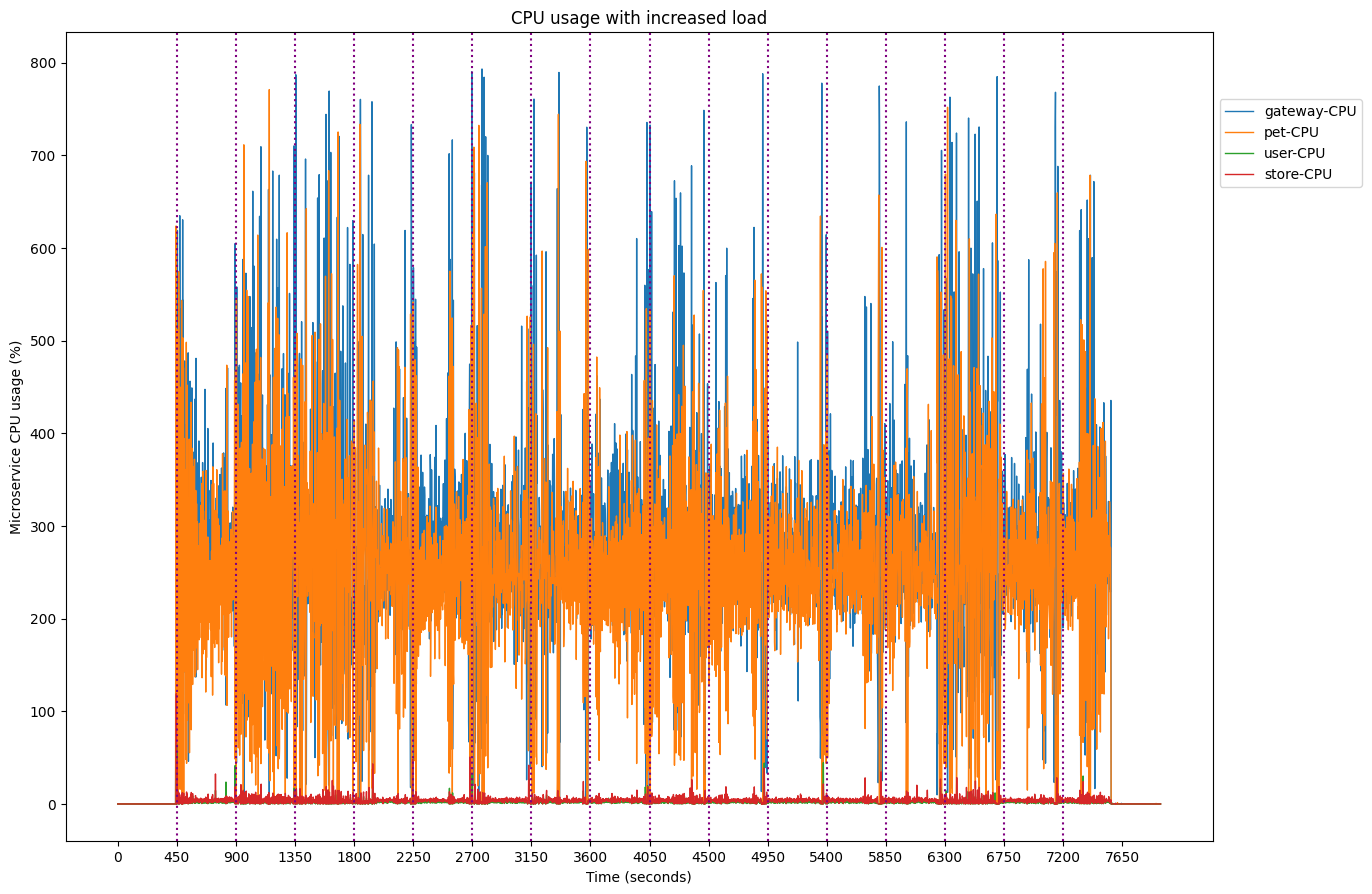 CPU usage with increased load
Microservice CPU usage (%)
800
700
600
500
400
300
200
100
0
0 450 900 1350 1800 2250 2700 3150 3600 4050 4500 4950 5400 5850 6300 6750 7200 7650
Time (seconds)
gateway-CPU
pet-CPU
user-CPU
store-CPU